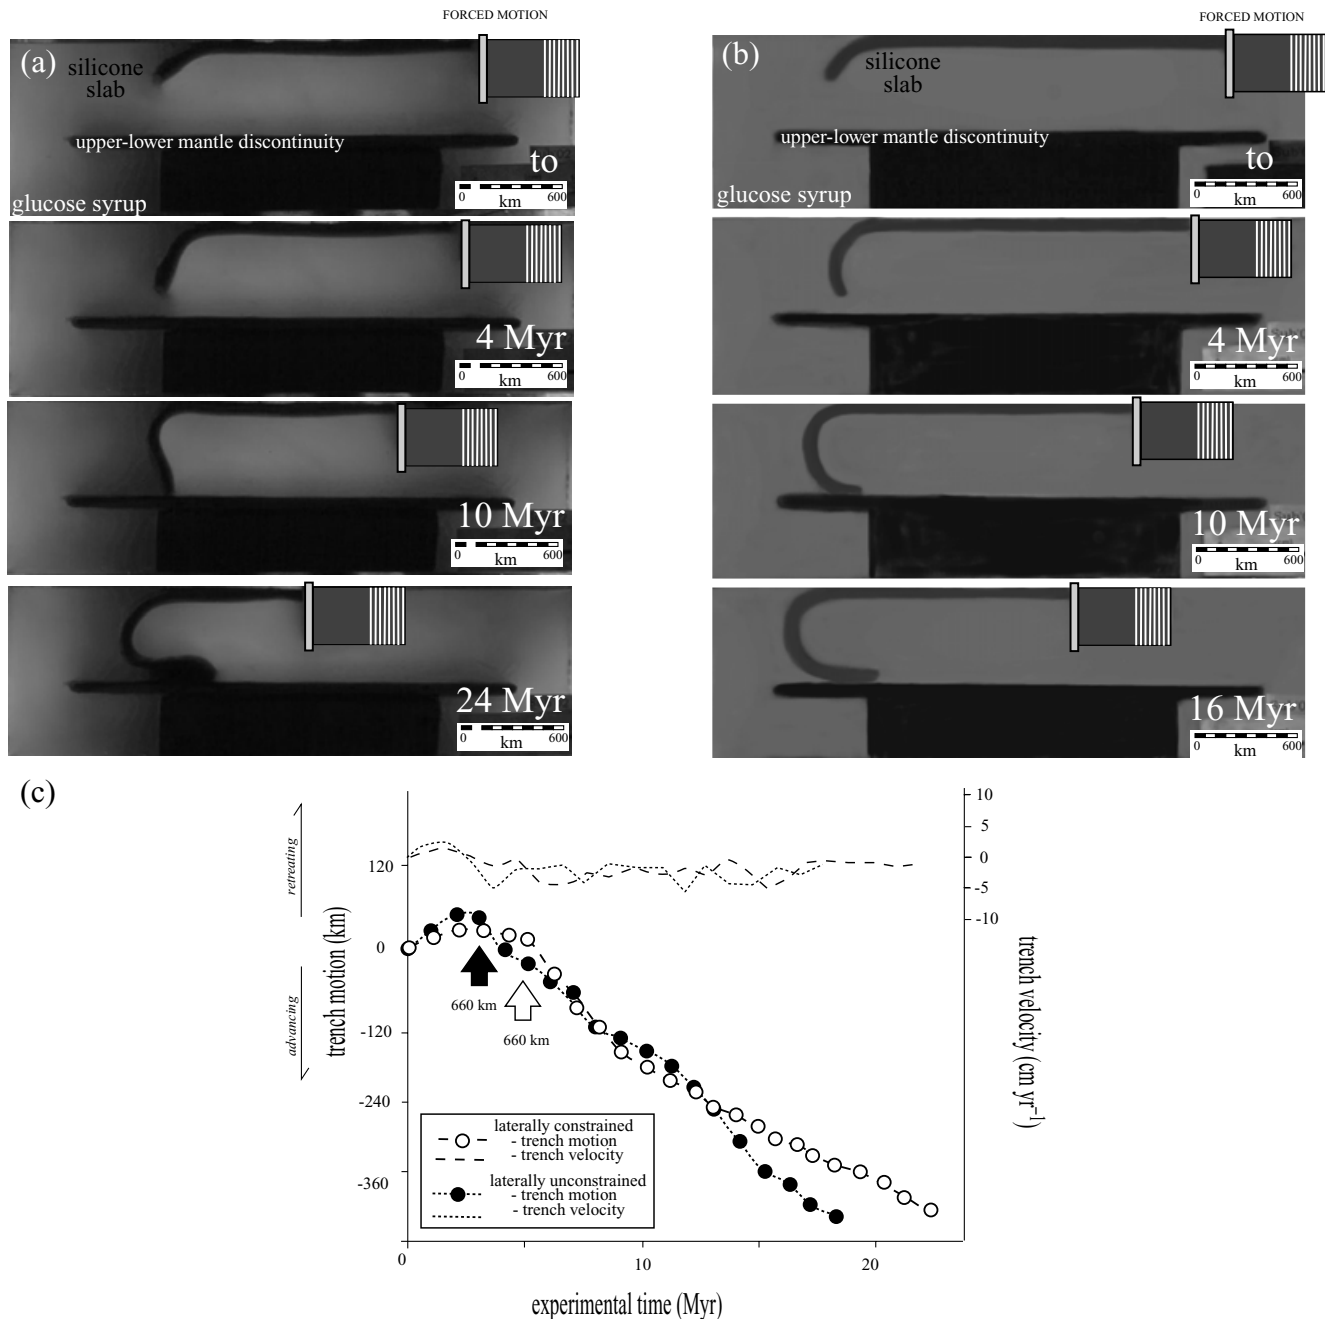 FORCED MOTION
(a)
silicone
slab
upper-lower mantle discontinuity
to
0 600
km
glucose syrup
4 Myr
0 600
km
10 Myr
0 600
km
24 Myr
0 600
km
FORCED MOTION
(b)
silicone
slab
upper-lower mantle discontinuity
to
0 600
km
glucose syrup
4 Myr
0 600
km
10 Myr
0 600
km
16 Myr
0 600
km
(c)
retreating
advancing
trench motion (km)
120
0
-120
-240
-360
10
5
0
-5
-10
trench velocity (cm yr⁻¹)
660 km
660 km
laterally constrained
- trench motion
- trench velocity
laterally unconstrained
- trench motion
- trench velocity
0 10 20
experimental time (Myr)